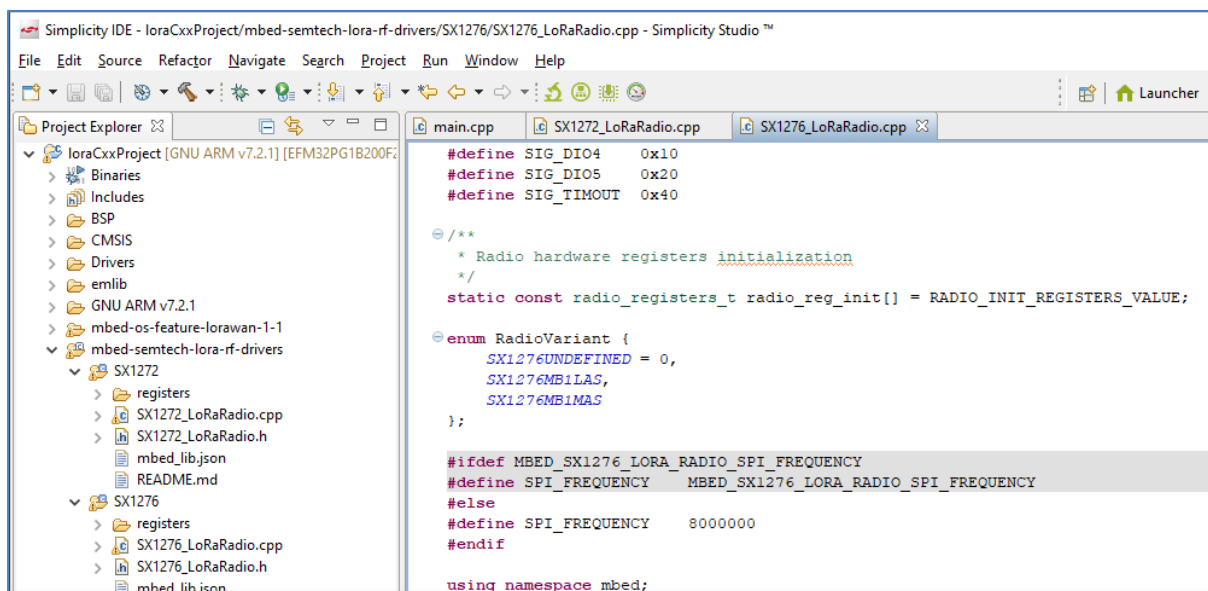 Simplicity IDE - loraCxxProject/mbed-semtech-lora-rf-drivers/SX1276/SX1276_LoRaRadio.cpp - Simplicity Studio ™
File Edit Source Refactor Navigate Search Project Run Window Help
Launcher
Project Explorer
main.cpp SX1272_LoRaRadio.cpp SX1276_LoRaRadio.cpp
loraCxxProject [GNU ARM v7.2.1] [EFM32PG1B200F2
Binaries
Includes
BSP
CMSIS
Drivers
emlib
GNU ARM v7.2.1
mbed-os-feature-lorawan-1-1
mbed-semtech-lora-rf-drivers
SX1272
registers
SX1272_LoRaRadio.cpp
SX1272_LoRaRadio.h
mbed_lib.json
README.md
SX1276
registers
SX1276_LoRaRadio.cpp
SX1276_LoRaRadio.h
mbed_lib.json
#define SIG_DIO4 0x10
#define SIG_DIO5 0x20
#define SIG_TIMOUT 0x40
/**
* Radio hardware registers initialization
*/
static const radio_registers_t radio_reg_init[] = RADIO_INIT_REGISTERS_VALUE;
enum RadioVariant {
SX1276UNDEFINED = 0,
SX1276MB1LAS,
SX1276MB1MAS
};
#ifdef MBED_SX1276_LORA_RADIO_SPI_FREQUENCY
#define SPI_FREQUENCY MBED_SX1276_LORA_RADIO_SPI_FREQUENCY
#else
#define SPI_FREQUENCY 8000000
#endif
using namespace mbed;